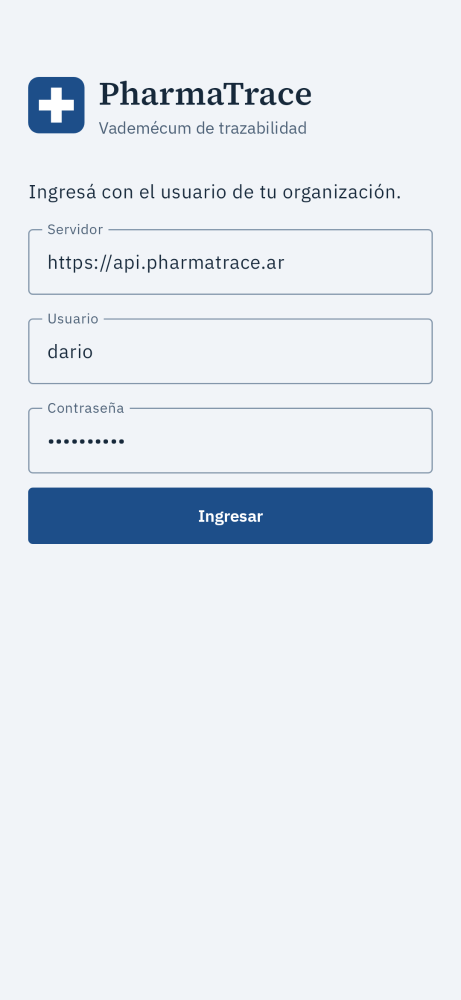 PharmaTrace
Vademécum de trazabilidad
Ingresá con el usuario de tu organización.
Servidor
https://api.pharmatrace.ar
Usuario
dario
Contraseña
••••••••••
Ingresar